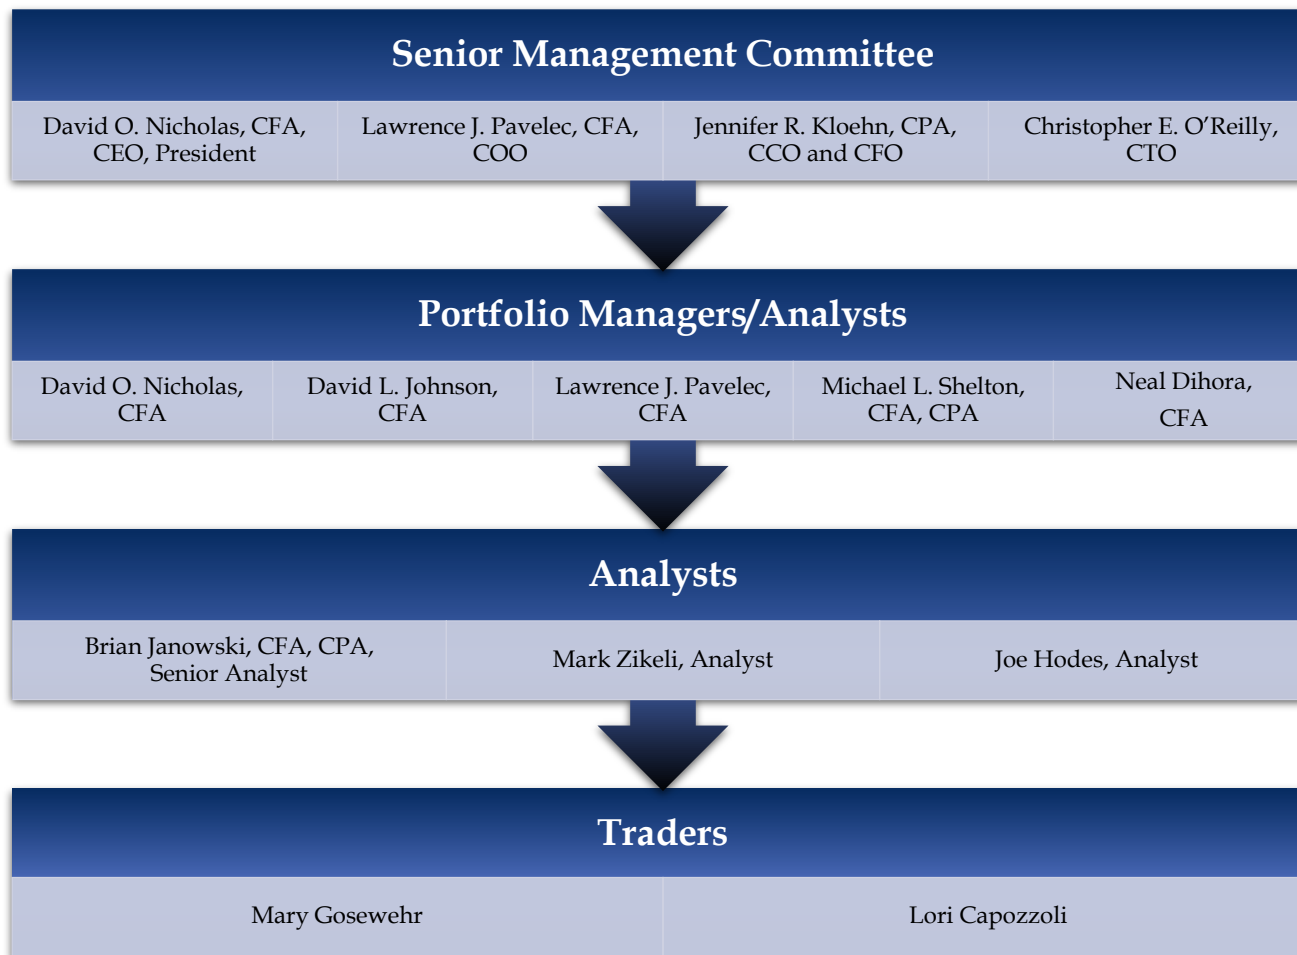 Senior Management Committee
David O. Nicholas, CFA,
CEO, President
Lawrence J. Pavelec, CFA,
COO
Jennifer R. Kloehn, CPA,
CCO and CFO
Christopher E. O’Reilly,
CTO
Portfolio Managers/Analysts
David O. Nicholas,
CFA
David L. Johnson,
CFA
Lawrence J. Pavelec,
CFA
Michael L. Shelton,
CFA, CPA
Neal Dihora,
CFA
Analysts
Brian Janowski, CFA, CPA,
Senior Analyst
Mark Zikeli, Analyst
Joe Hodes, Analyst
Traders
Mary Gosewehr
Lori Capozzoli